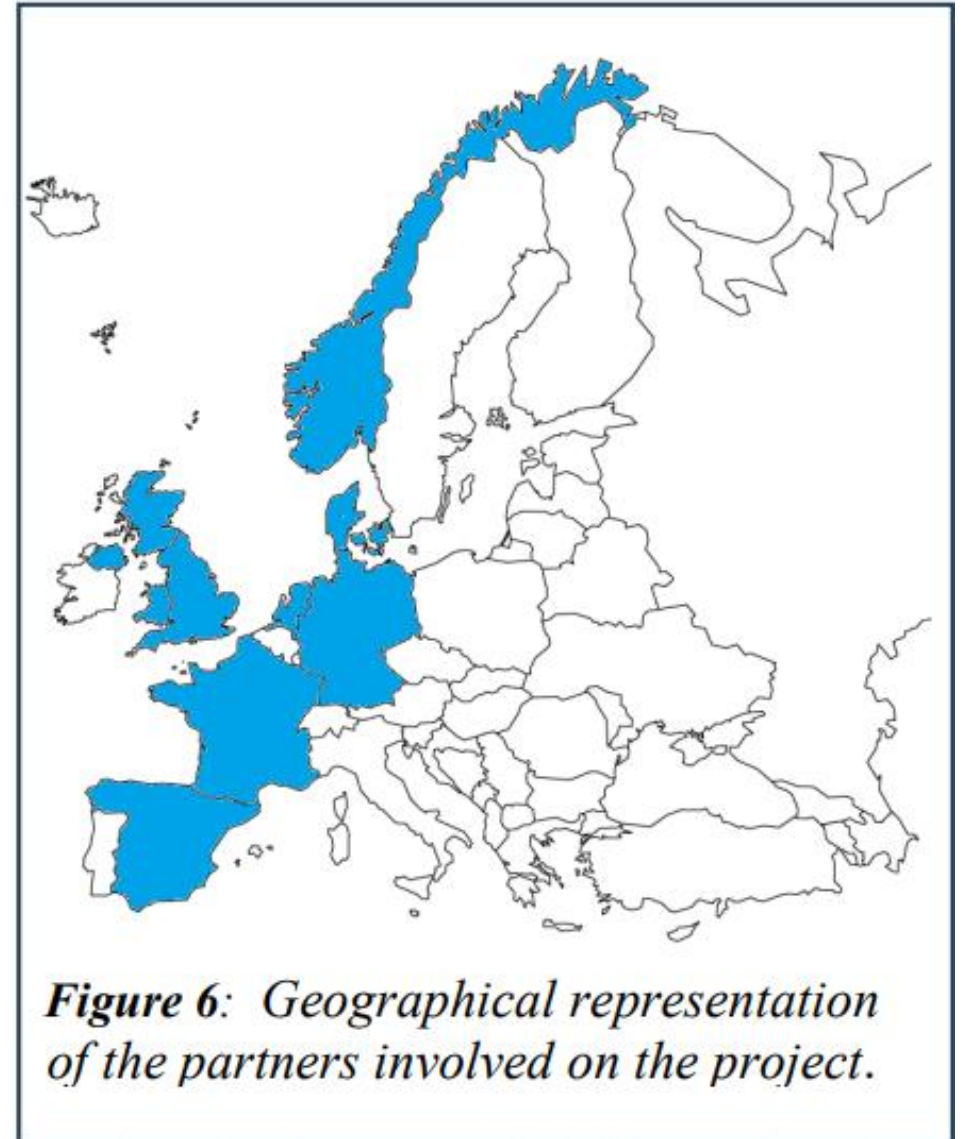 Figure 6: Geographical representation
of the partners involved on the project.